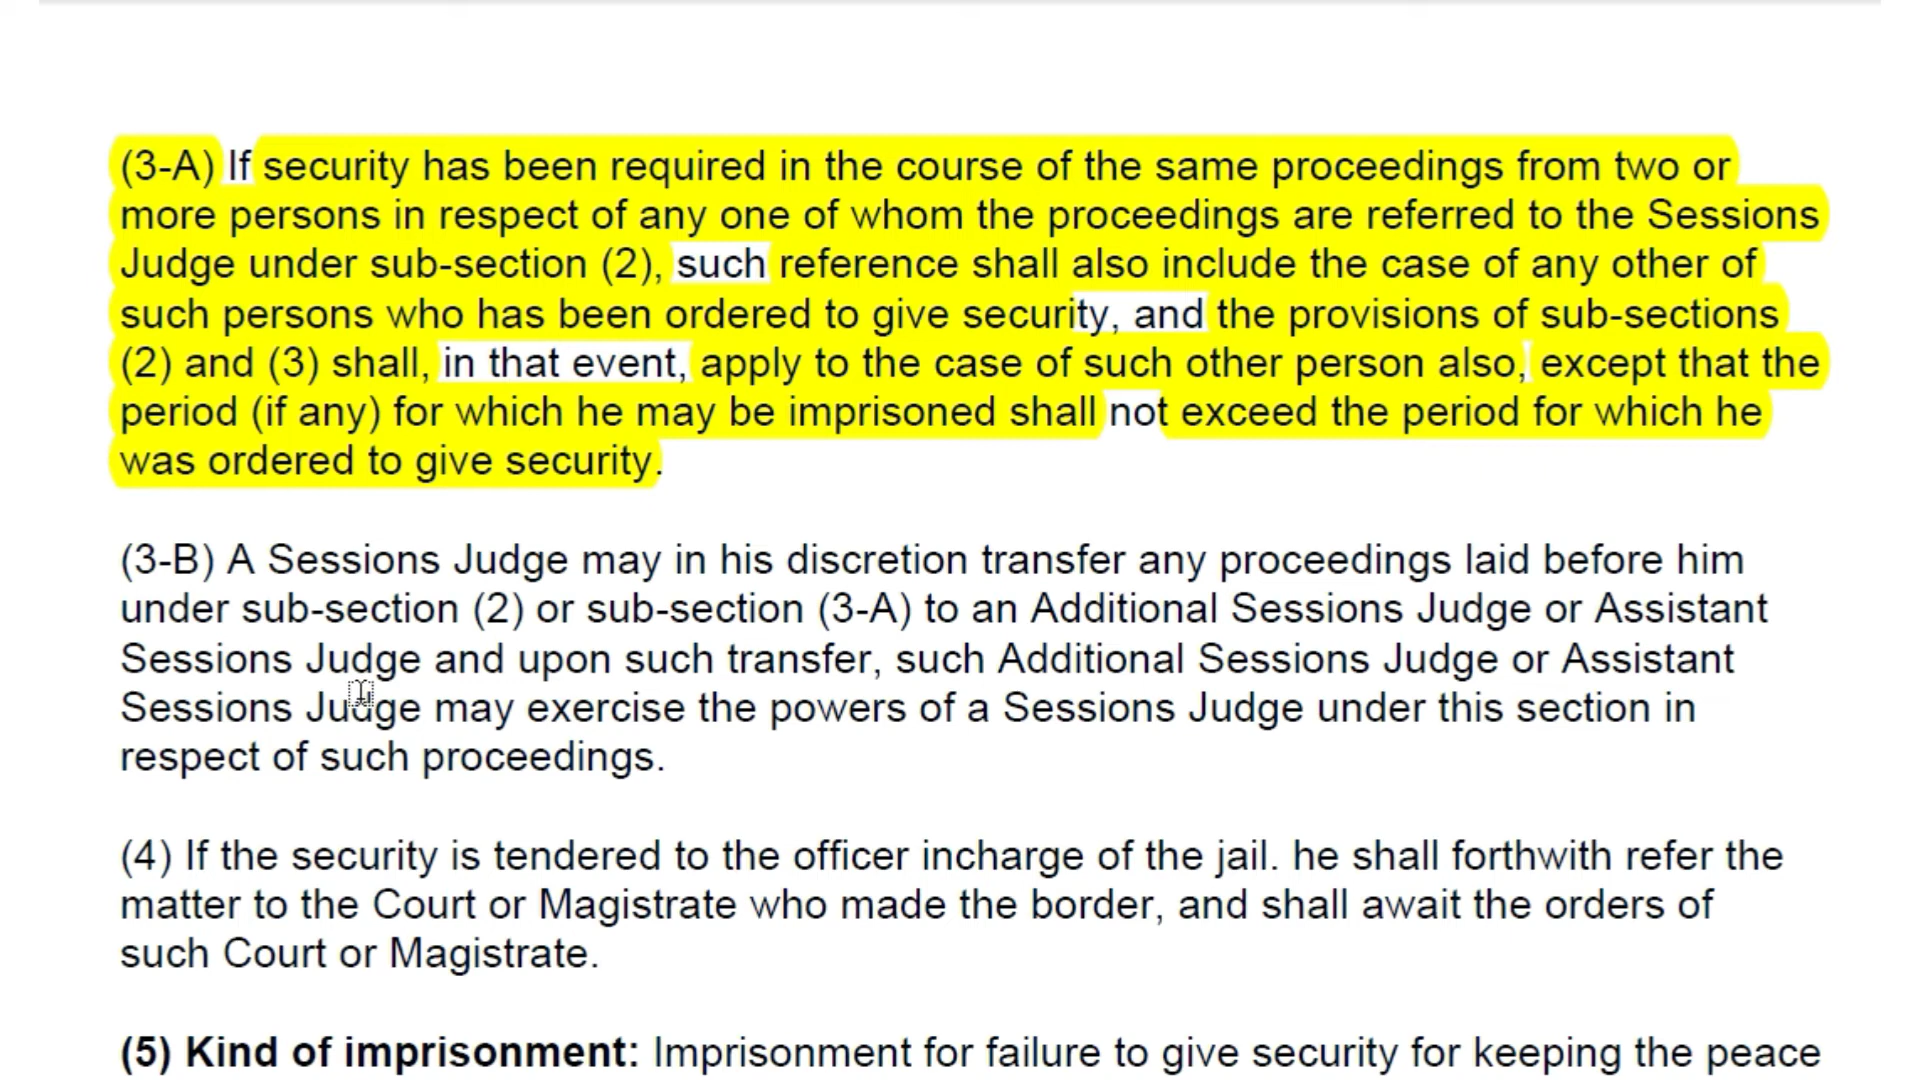 (3-A) If security has been required in the course of the same proceedings from two or
more persons in respect of any one of whom the proceedings are referred to the Sessions
Judge under sub-section (2), such reference shall also include the case of any other of
such persons who has been ordered to give security, and the provisions of sub-sections
(2) and (3) shall, in that event, apply to the case of such other person also, except that the
period (if any) for which he may be imprisoned shall not exceed the period for which he
was ordered to give security.
(3-B) A Sessions Judge may in his discretion transfer any proceedings laid before him
under sub-section (2) or sub-section (3-A) to an Additional Sessions Judge or Assistant
Sessions Judge and upon such transfer, such Additional Sessions Judge or Assistant
Sessions Judge may exercise the powers of a Sessions Judge under this section in
respect of such proceedings.
(4) If the security is tendered to the officer incharge of the jail. he shall forthwith refer the
matter to the Court or Magistrate who made the border, and shall await the orders of
such Court or Magistrate.
(5) Kind of imprisonment: Imprisonment for failure to give security for keeping the peace